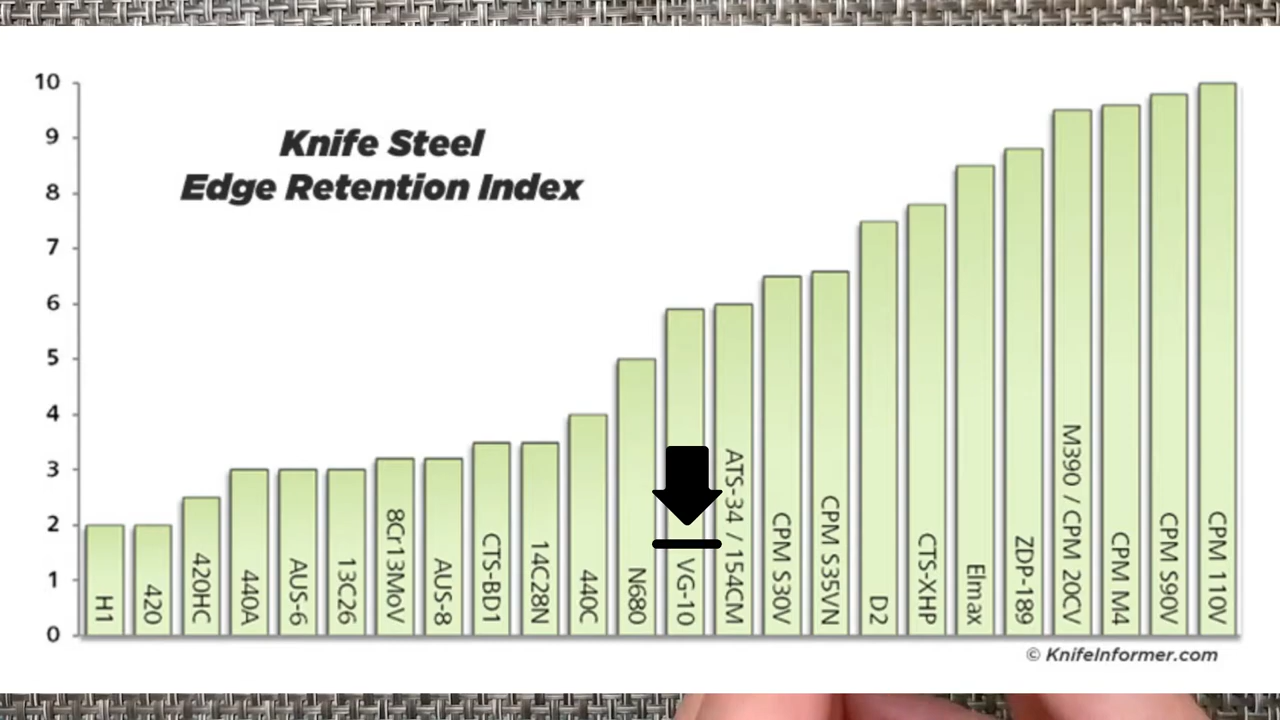 Knife Steel
Edge Retention Index
10
9
8
7
6
5
4
3
2
1
0
H1
420
420HC
440A
AUS-6
13C26
8Cr13MoV
AUS-8
CTS-BD1
14C28N
440C
N680
VG-10
ATS-34 / 154CM
CPM S30V
CPM S35VN
D2
CTS-XHP
Elmax
ZDP-189
M390 / CPM 20CV
CPM M4
CPM S90V
CPM 110V
© KnifeInformer.com